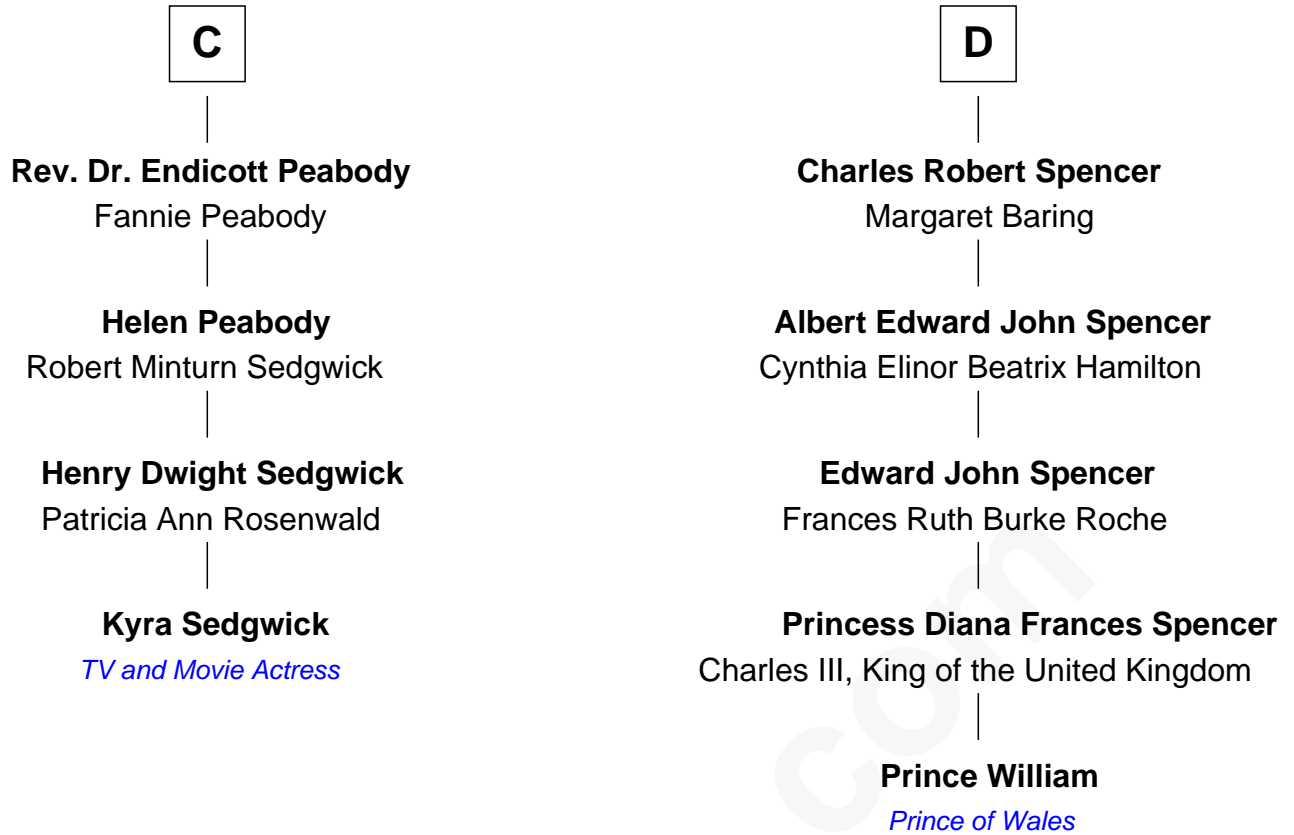 C
Rev. Dr. Endicott Peabody
Fannie Peabody
Helen Peabody
Robert Minturn Sedgwick
Henry Dwight Sedgwick
Patricia Ann Rosenwald
Kyra Sedgwick
TV and Movie Actress
D
Charles Robert Spencer
Margaret Baring
Albert Edward John Spencer
Cynthia Elinor Beatrix Hamilton
Edward John Spencer
Frances Ruth Burke Roche
Princess Diana Frances Spencer
Charles III, King of the United Kingdom
Prince William
Prince of Wales
com